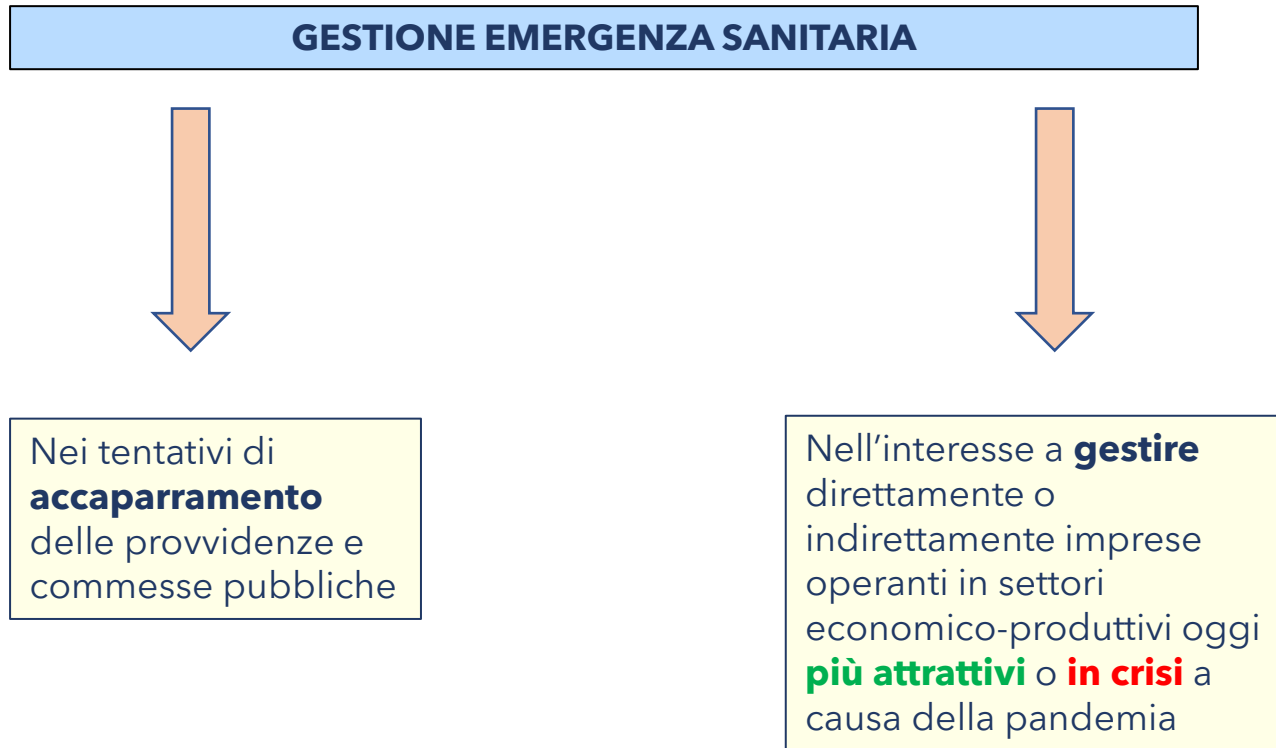 GESTIONE EMERGENZA SANITARIA
Nei tentativi di
accaparramento
delle provvidenze e
commesse pubbliche
Nell’interesse a gestire
direttamente o
indirettamente imprese
operanti in settori
economico-produttivi oggi
più attrattivi o in crisi a
causa della pandemia